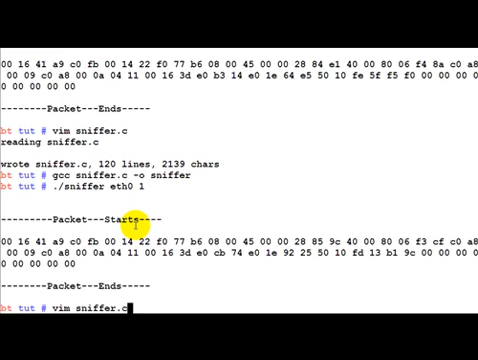 00 16 41 a9 c0 fb 00 14 22 f0 77 b6 08 00 45 00 00 28 84 e1 40 00 80 06 f4 8a c0 a8
00 09 c0 a8 00 0a 04 11 00 16 3d e0 b3 14 e0 1e 64 e5 50 10 fe 5f f5 f0 00 00 00 0
0 00 00 00 00
--------Packet---Ends-----
bt tut # vim sniffer.c
reading sniffer.c
wrote sniffer.c, 120 lines, 2139 chars
bt tut # gcc sniffer.c -o sniffer
bt tut # ./sniffer eth0 1
--------Packet---Starts----
00 16 41 a9 c0 fb 00 14 22 f0 77 b6 08 00 45 00 00 28 85 9c 40 00 80 06 f3 cf c0 a8
00 09 c0 a8 00 0a 04 11 00 16 3d e0 cb 74 e0 1e 92 25 50 10 fd 13 b1 9c 00 00 00 0
0 00 00 00 00
--------Packet---Ends-----
bt tut # vim sniffer.c